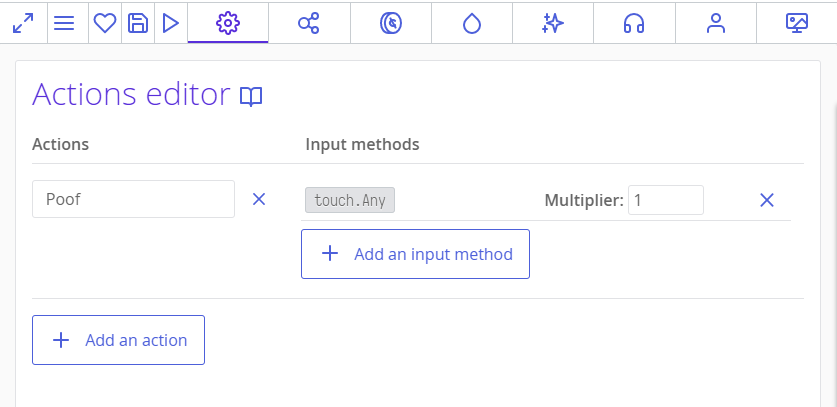 Actions editor
Actions Input methods
Poof touch.Any Multiplier: 1
Add an input method
Add an action